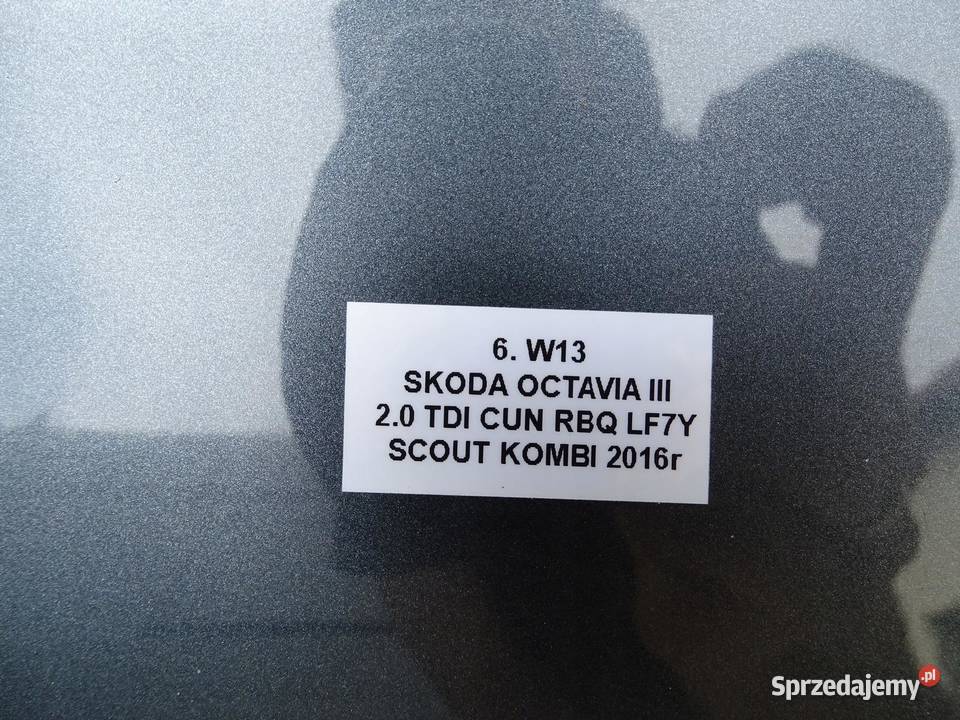 6. W13
SKODA OCTAVIA III
2.0 TDI CUN RBQ LF7Y
SCOUT KOMBI 2016r
Sprzedajemy.pl